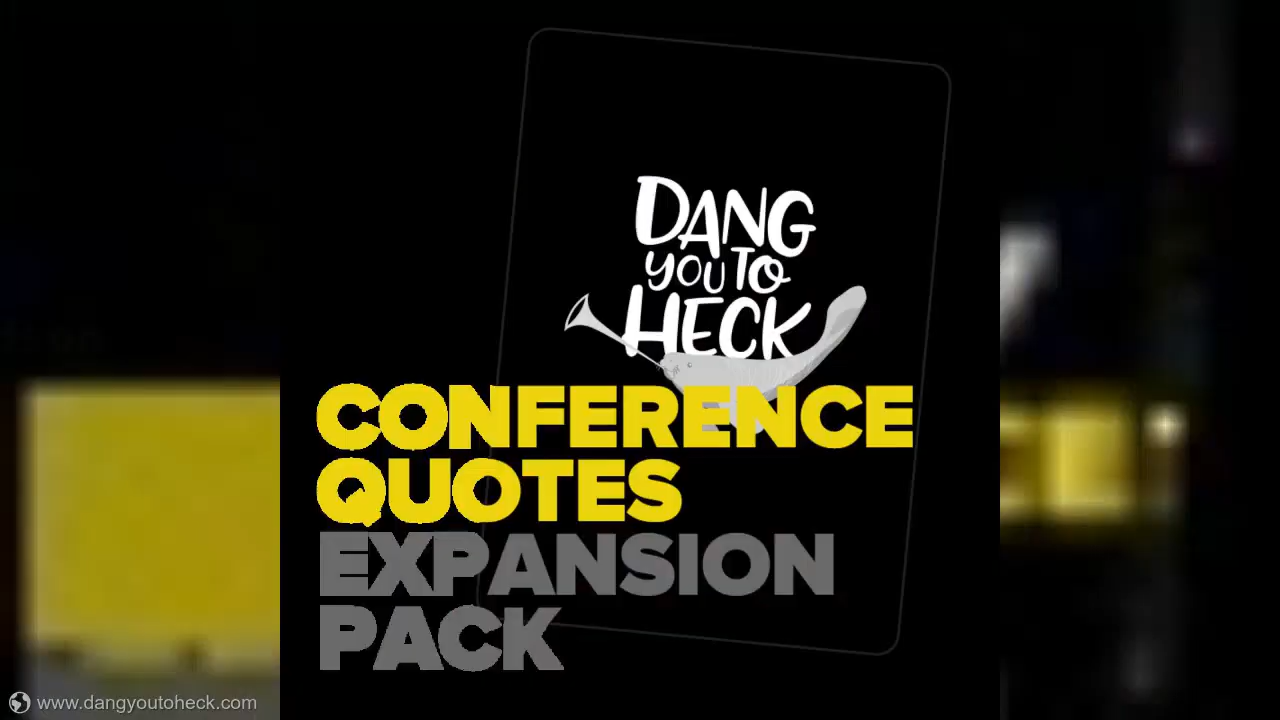 DANG
YOU TO
HECK
CONFERENCE
QUOTES
EXPANSION
PACK
www.dangyoutoheck.com